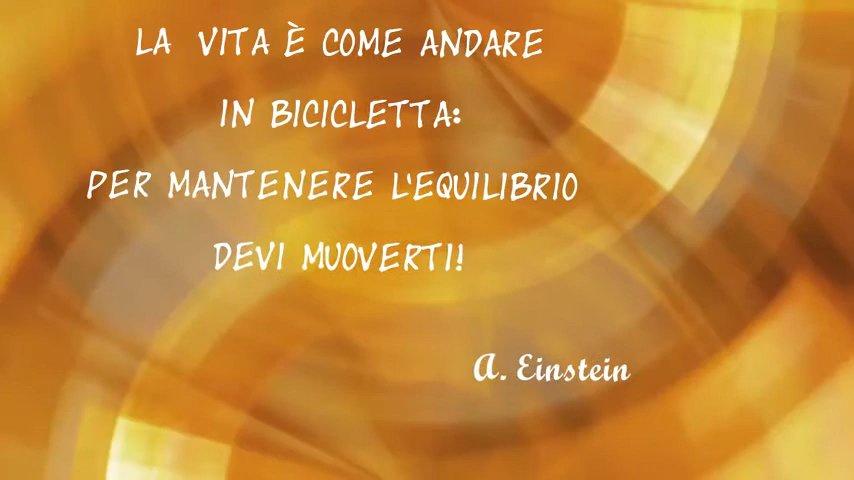 LA VITA È COME ANDARE
IN BICICLETTA:
PER MANTENERE L'EQUILIBRIO
DEVI MUOVERTI!
A. Einstein